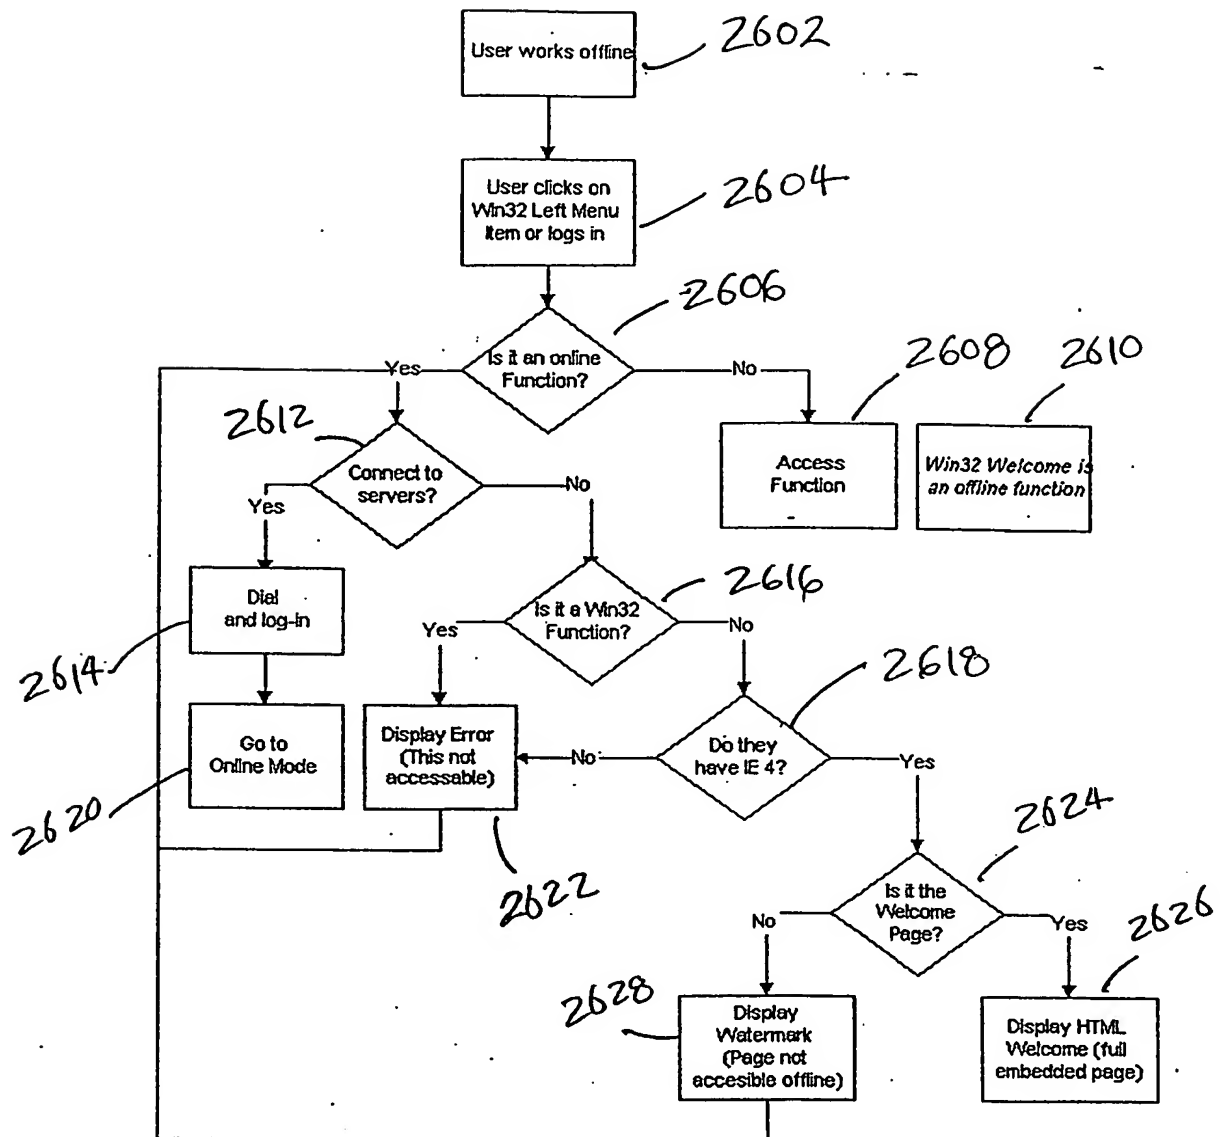 User works offline
2602
User clicks on
Win32 Left Menu
Item or logs in
2604
2606
Is it an online
Function?
Yes
No
2608
2610
2612
Connect to
servers?
Access
Function
Win32 Welcome is
an offline function
Yes
No
Dial
and log-in
2616
Is it a Win32
Function?
Yes
No
2614
2618
Go to
Online Mode
Display Error
(This not
accessable)
No
Do they
have IE 4?
Yes
2620
2624
2622
Is it the
Welcome
Page?
No
Yes
2626
2628
Display
Watermark
(Page not
accesible offline)
Display HTML
Welcome (full
embedded page)